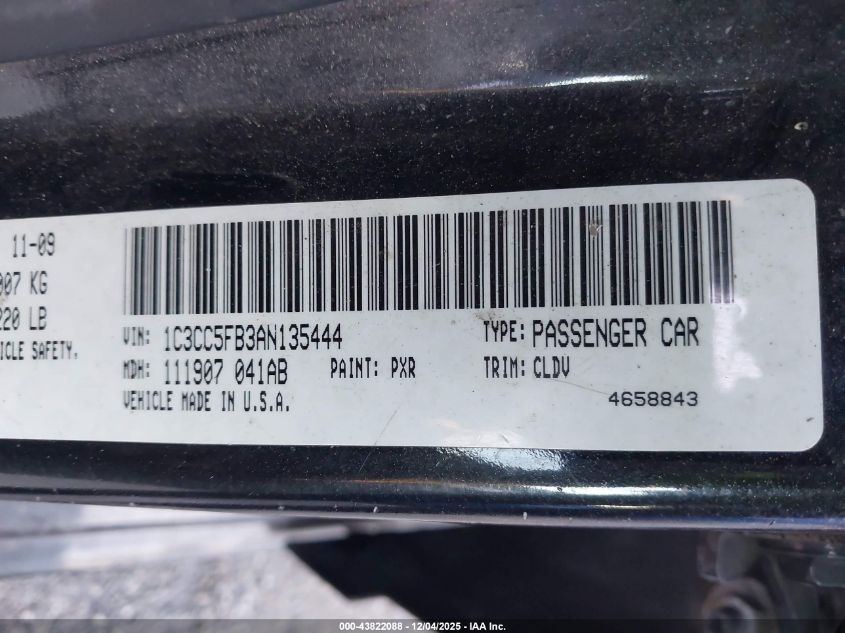 11-09
007 KG
220 LB
ICLE SAFETY.
VIN: 1C3CC5FB3AN135444 TYPE: PASSENGER CAR
MDH: 111907 041AB PAINT: PXR TRIM: CLDV
VEHICLE MADE IN U.S.A. 4658843
000-43822088 - 12/04/2025 - IAA Inc.